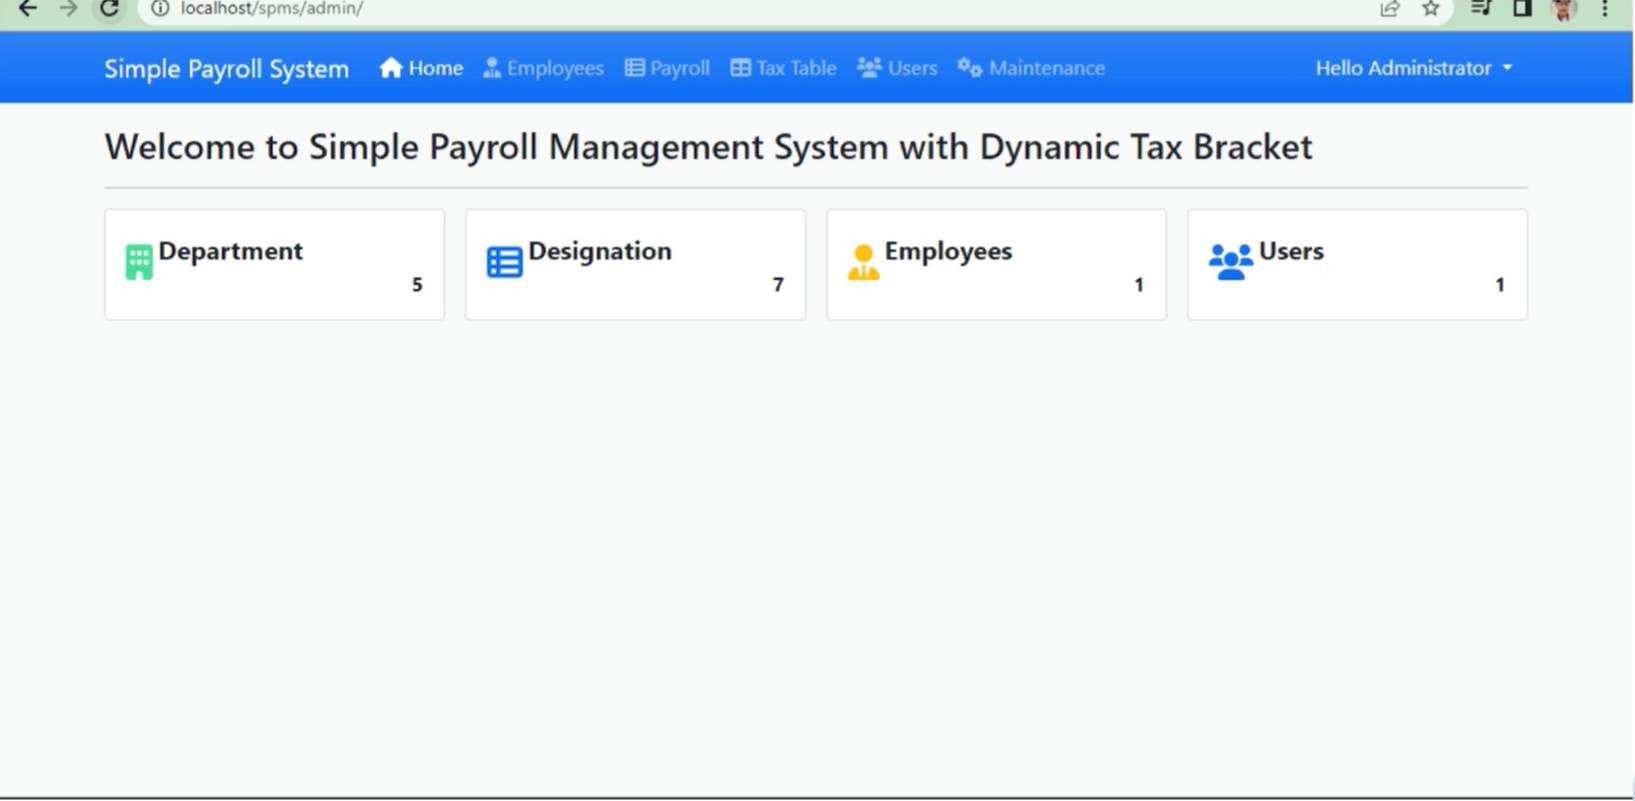 localhost/spms/admin/
Simple Payroll System Home Employees Payroll Tax Table Users Maintenance Hello Administrator
Welcome to Simple Payroll Management System with Dynamic Tax Bracket
Department
5
Designation
7
Employees
1
Users
1